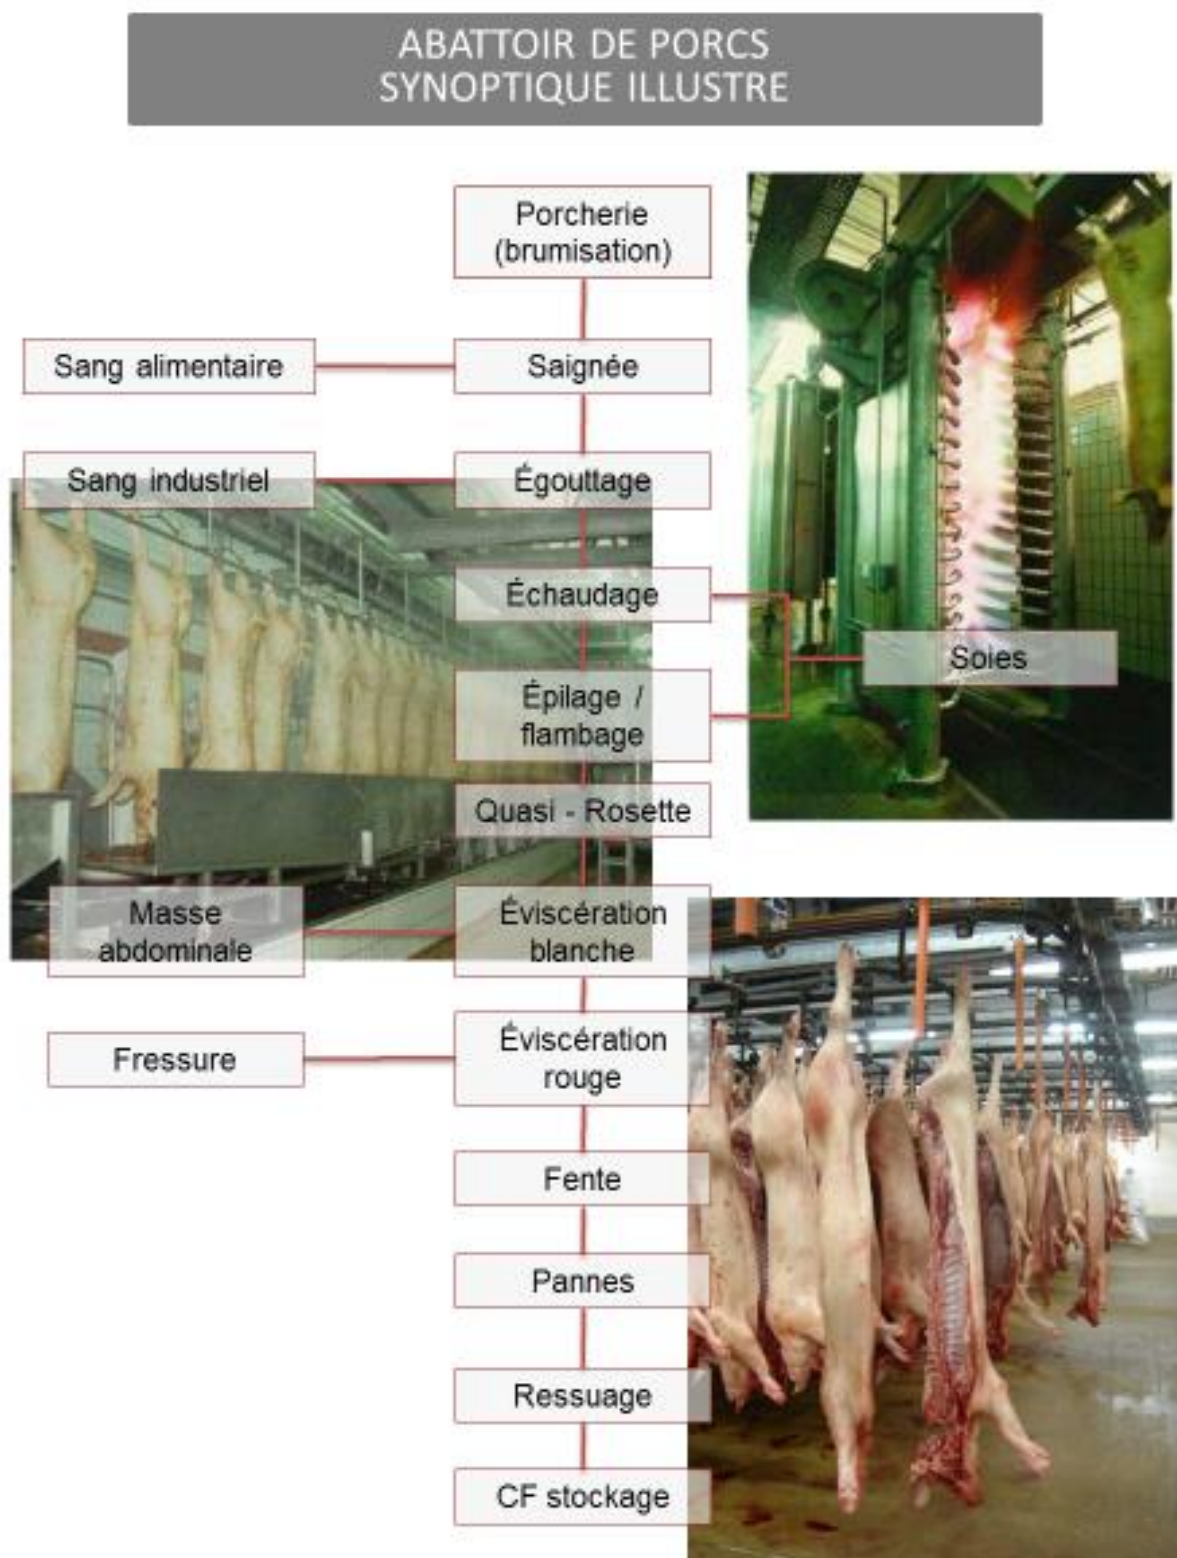 ABATTOIR DE PORCS
SYNOPTIQUE ILLUSTRE
Porcherie
(brumisation)
Sang alimentaire
Saignée
Sang industriel
Égouttage
Échaudage
Soies
Épilage /
flambage
Quasi - Rosette
Masse
abdominale
Éviscération
blanche
Fressure
Éviscération
rouge
Fente
Pannes
Ressuage
CF stockage